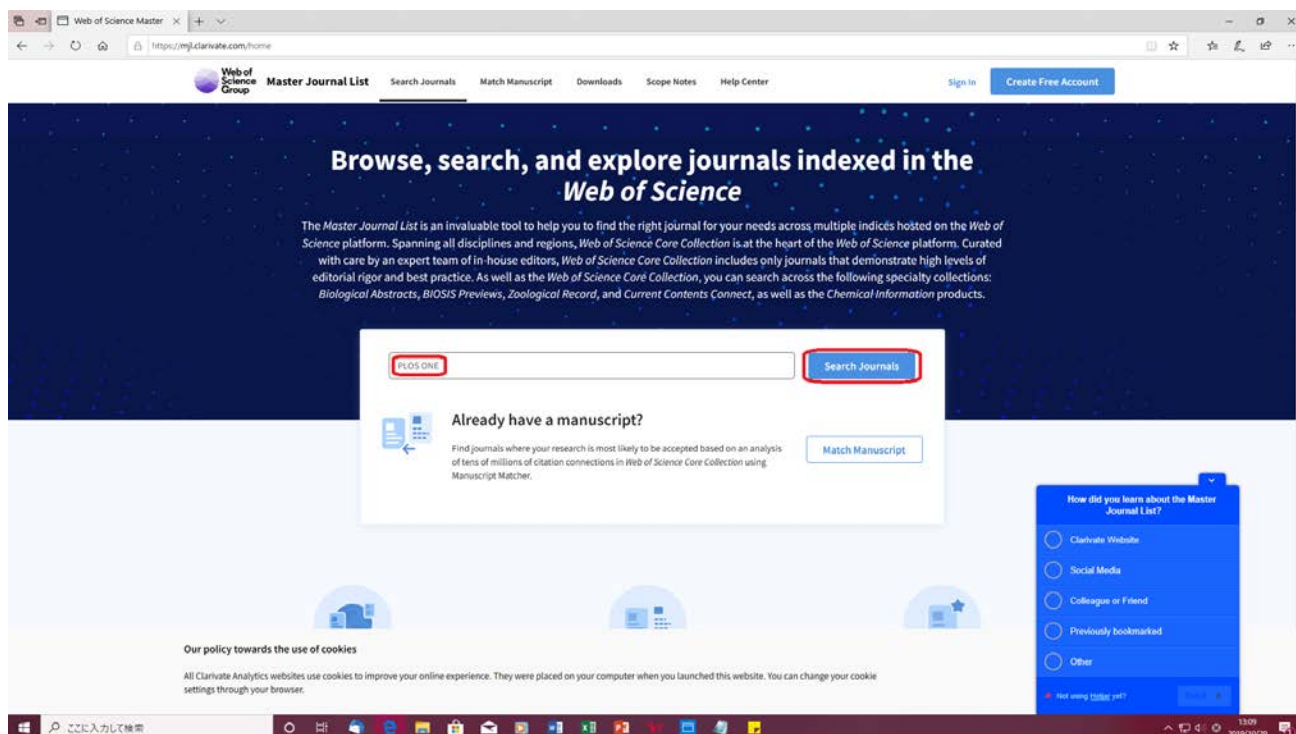 Web of Science Master
https://mjl.clarivate.com/home
Web of
Science
Group
Master Journal List
Search Journals
Match Manuscript
Downloads
Scope Notes
Help Center
Sign In
Create Free Account
Browse, search, and explore journals indexed in the
Web of Science
The Master Journal List is an invaluable tool to help you to find the right journal for your needs across multiple indices hosted on the Web of
Science platform. Spanning all disciplines and regions, Web of Science Core Collection is at the heart of the Web of Science platform. Curated
with care by an expert team of in-house editors, Web of Science Core Collection includes only journals that demonstrate high levels of
editorial rigor and best practice. As well as the Web of Science Core Collection, you can search across the following specialty collections:
Biological Abstracts, BIOSIS Previews, Zoological Record, and Current Contents Connect, as well as the Chemical Information products.
PLOS ONE
Search Journals
Already have a manuscript?
Find journals where your research is most likely to be accepted based on an analysis
of tens of millions of citation connections in Web of Science Core Collection using
Manuscript Matcher.
Match Manuscript
How did you learn about the Master
Journal List?
Clarivate Website
Social Media
Colleague or Friend
Previously bookmarked
Other
Not using Hotjar yet?
Our policy towards the use of cookies
All Clarivate Analytics websites use cookies to improve your online experience. They were placed on your computer when you launched this website. You can change your cookie
settings through your browser.
ここに入力して検索
13:09